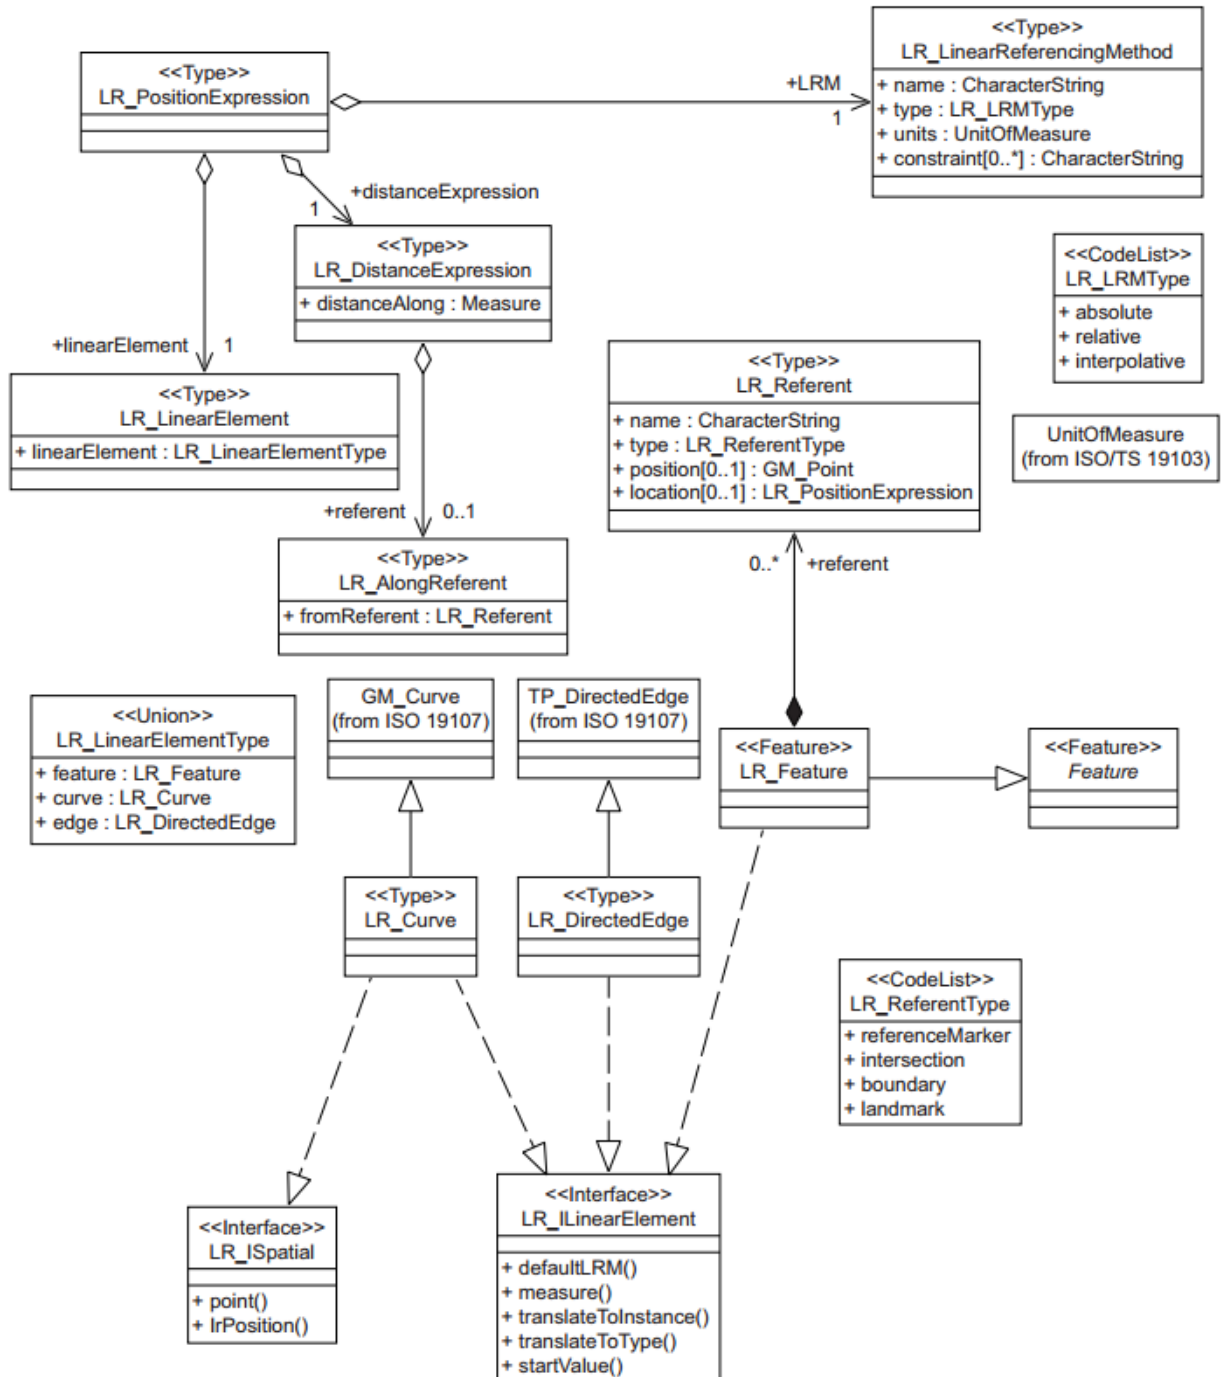 <<Type>>
LR_PositionExpression
+LRM
1
<<Type>>
LR_LinearReferencingMethod
+ name : CharacterString
+ type : LR_LRMType
+ units : UnitOfMeasure
+ constraint[0..*] : CharacterString
+distanceExpression
1
<<Type>>
LR_DistanceExpression
+ distanceAlong : Measure
<<CodeList>>
LR_LRMType
+ absolute
+ relative
+ interpolative
+linearElement
1
<<Type>>
LR_LinearElement
+ linearElement : LR_LinearElementType
<<Type>>
LR_Referent
+ name : CharacterString
+ type : LR_ReferentType
+ position[0..1] : GM_Point
+ location[0..1] : LR_PositionExpression
UnitOfMeasure
(from ISO/TS 19103)
+referent
0..1
<<Type>>
LR_AlongReferent
+ fromReferent : LR_Referent
0..*
+referent
<<Union>>
LR_LinearElementType
+ feature : LR_Feature
+ curve : LR_Curve
+ edge : LR_DirectedEdge
GM_Curve
(from ISO 19107)
TP_DirectedEdge
(from ISO 19107)
<<Feature>>
LR_Feature
<<Feature>>
Feature
<<Type>>
LR_Curve
<<Type>>
LR_DirectedEdge
<<CodeList>>
LR_ReferentType
+ referenceMarker
+ intersection
+ boundary
+ landmark
<<Interface>>
LR_ISpatial
+ point()
+ lrPosition()
<<Interface>>
LR_ILinearElement
+ defaultLRM()
+ measure()
+ translateToInstance()
+ translateToType()
+ startValue()